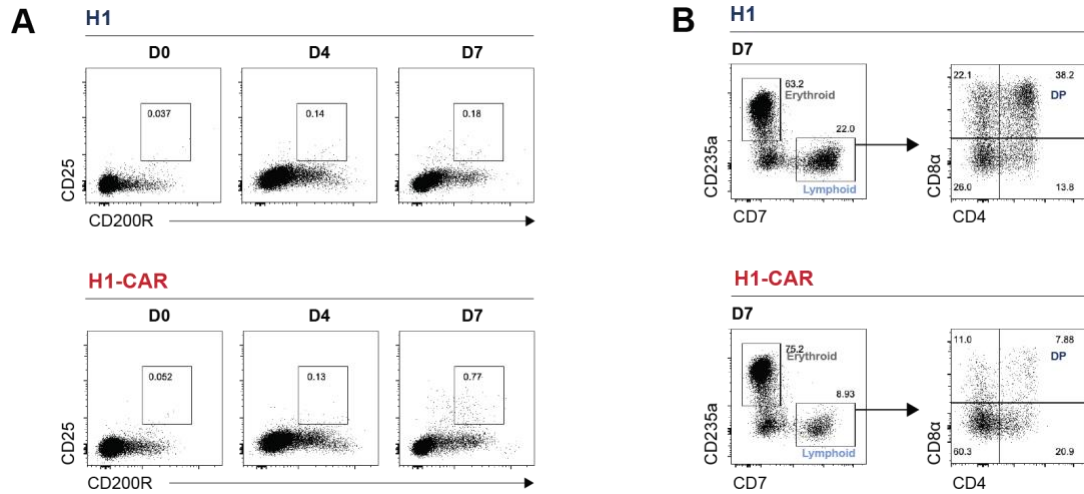 A
H1
D0 D4 D7
0.037 0.14 0.18
CD25
CD200R
H1-CAR
D0 D4 D7
0.052 0.13 0.77
CD25
CD200R
B
H1
D7
63.2
Erythroid
22.0
Lymphoid
CD235a
CD7
22.1 38.2
DP
26.0 13.8
CD8α
CD4
H1-CAR
D7
75.2
Erythroid
8.93
Lymphoid
CD235a
CD7
11.0 7.88
DP
60.3 20.9
CD8α
CD4